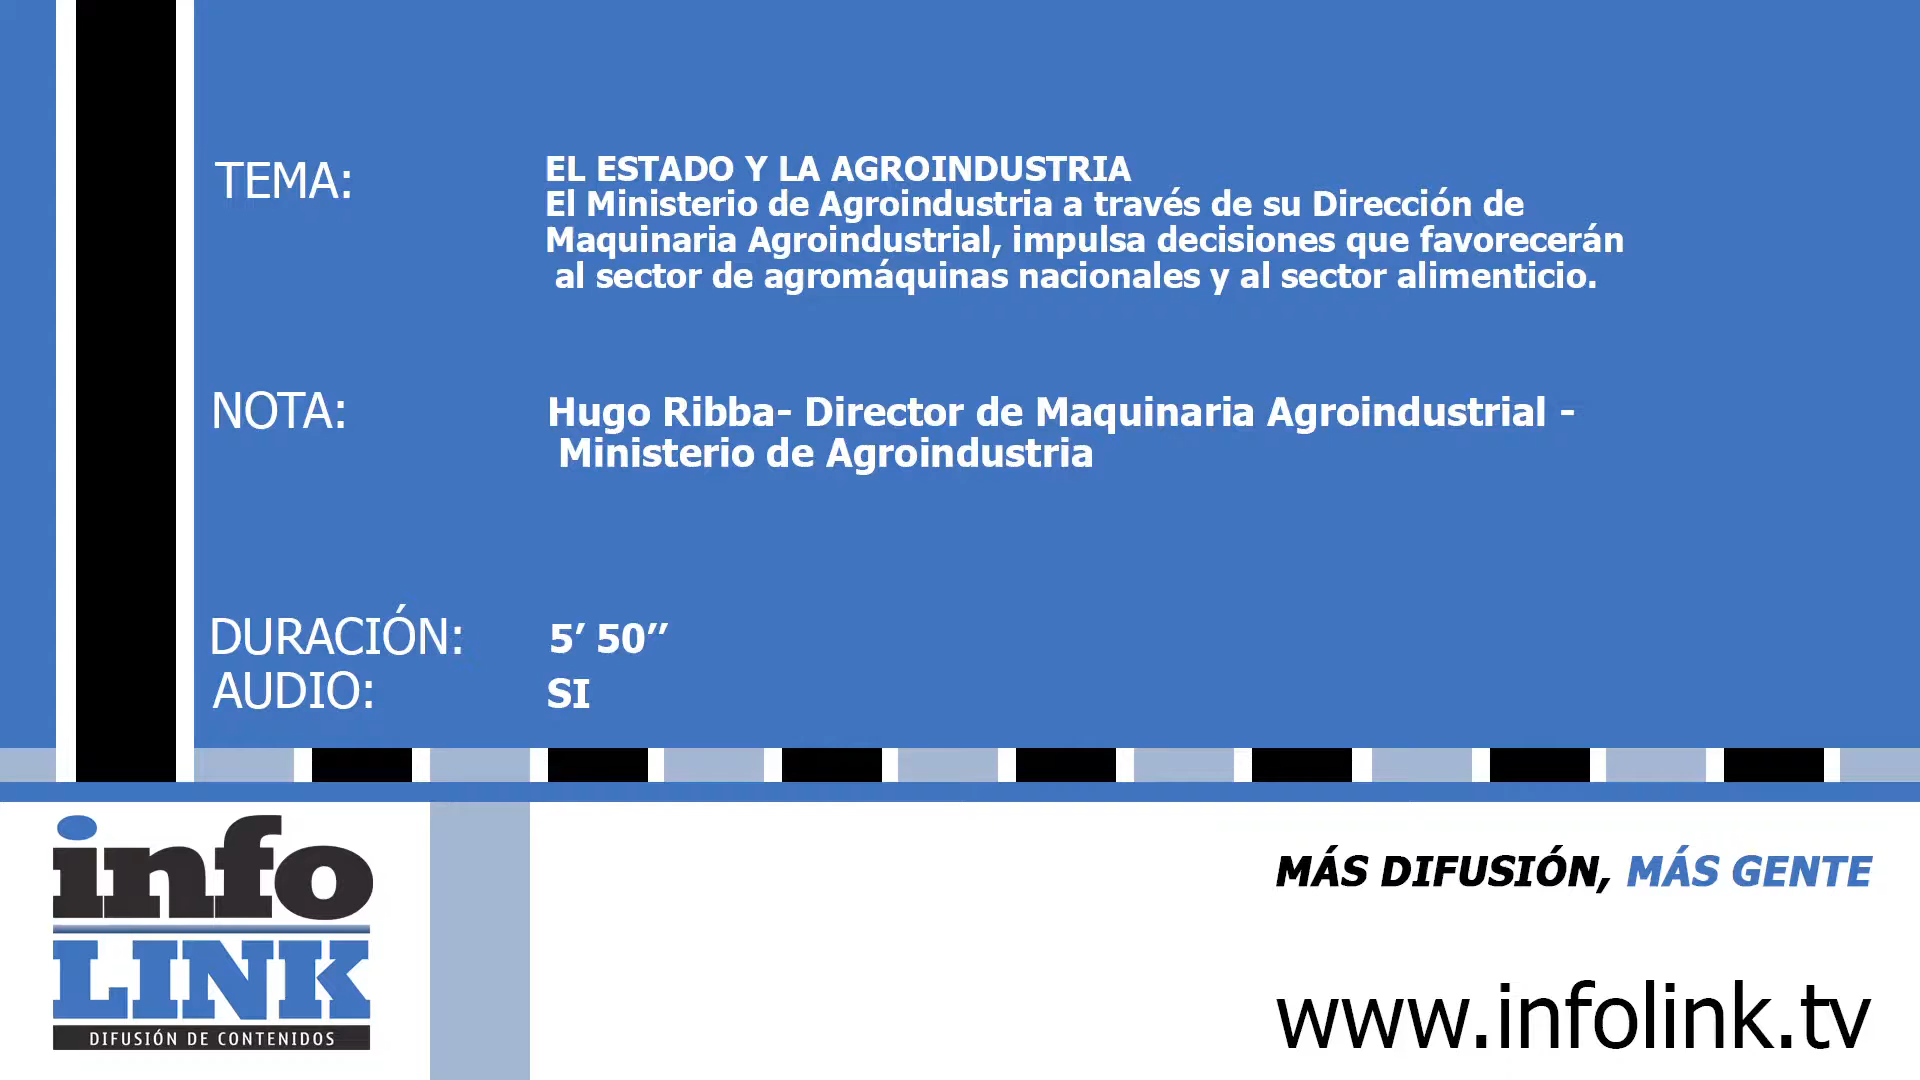 TEMA:
EL ESTADO Y LA AGROINDUSTRIA
El Ministerio de Agroindustria a través de su Dirección de
Maquinaria Agroindustrial, impulsa decisiones que favorecerán
al sector de agromáquinas nacionales y al sector alimenticio.
NOTA:
Hugo Ribba- Director de Maquinaria Agroindustrial -
Ministerio de Agroindustria
DURACIÓN: 5’ 50’’
AUDIO: SI
info
LINK
DIFUSIÓN DE CONTENIDOS
MÁS DIFUSIÓN, MÁS GENTE
www.infolink.tv